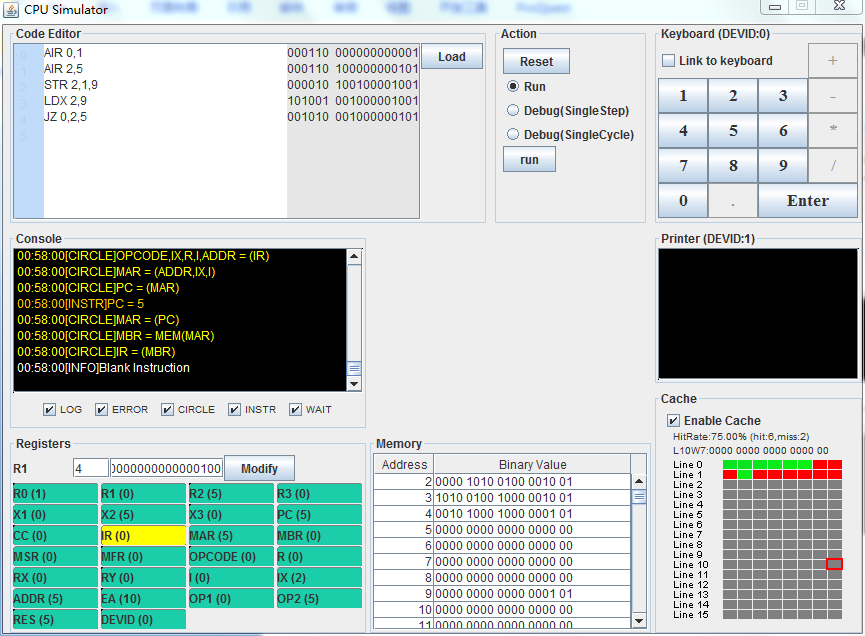 CPU Simulator
Code Editor
AIR 0,1 000110 000000000001
AIR 2,5 000110 100000000101
STR 2,1,9 000010 100100001001
LDX 2,9 101001 001000001001
JZ 0,2,5 001010 001000000101
0
1
2
3
4
5
Load
Action
Reset
Run
Debug(SingleStep)
Debug(SingleCycle)
run
Keyboard (DEVID:0)
Link to keyboard +
1 2 3 -
4 5 6 *
7 8 9 /
0 . Enter
Console
00:58:00[CIRCLE]OPCODE,IX,R,I,ADDR = (IR)
00:58:00[CIRCLE]MAR = (ADDR,IX,I)
00:58:00[CIRCLE]PC = (MAR)
00:58:00[INSTR]PC = 5
00:58:00[CIRCLE]MAR = (PC)
00:58:00[CIRCLE]MBR = MEM(MAR)
00:58:00[CIRCLE]IR = (MBR)
00:58:00[INFO]Blank Instruction
LOG ERROR CIRCLE INSTR WAIT
Printer (DEVID:1)
Registers
R1 4 0000000000000100 Modify
R0 (1) R1 (0) R2 (5) R3 (0)
X1 (0) X2 (5) X3 (0) PC (5)
CC (0) IR (0) MAR (5) MBR (0)
MSR (0) MFR (0) OPCODE (0) R (0)
RX (0) RY (0) I (0) IX (2)
ADDR (5) EA (10) OP1 (0) OP2 (5)
RES (5) DEVID (0)
Memory
Address Binary Value
2 0000 1010 0100 0010 01
3 1010 0100 1000 0010 01
4 0010 1000 1000 0001 01
5 0000 0000 0000 0000 00
6 0000 0000 0000 0000 00
7 0000 0000 0000 0000 00
8 0000 0000 0000 0000 00
9 0000 0000 0000 0001 01
10 0000 0000 0000 0000 00
11 0000 0000 0000 0000 00
Cache
Enable Cache
HitRate:75.00% (hit:6,miss:2)
L10W7:0000 0000 0000 0000 00
Line 0
Line 1
Line 2
Line 3
Line 4
Line 5
Line 6
Line 7
Line 8
Line 9
Line 10
Line 11
Line 12
Line 13
Line 14
Line 15